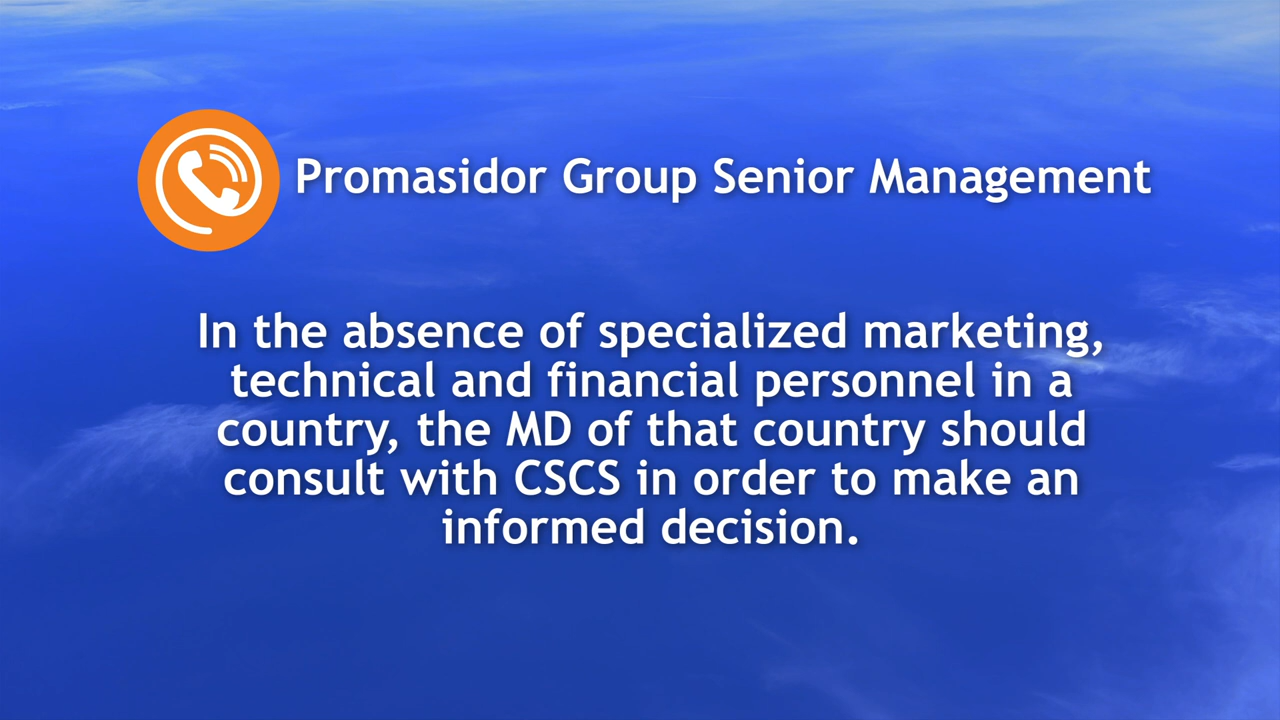 Promasidor Group Senior Management
In the absence of specialized marketing,
technical and financial personnel in a
country, the MD of that country should
consult with CSCS in order to make an
informed decision.